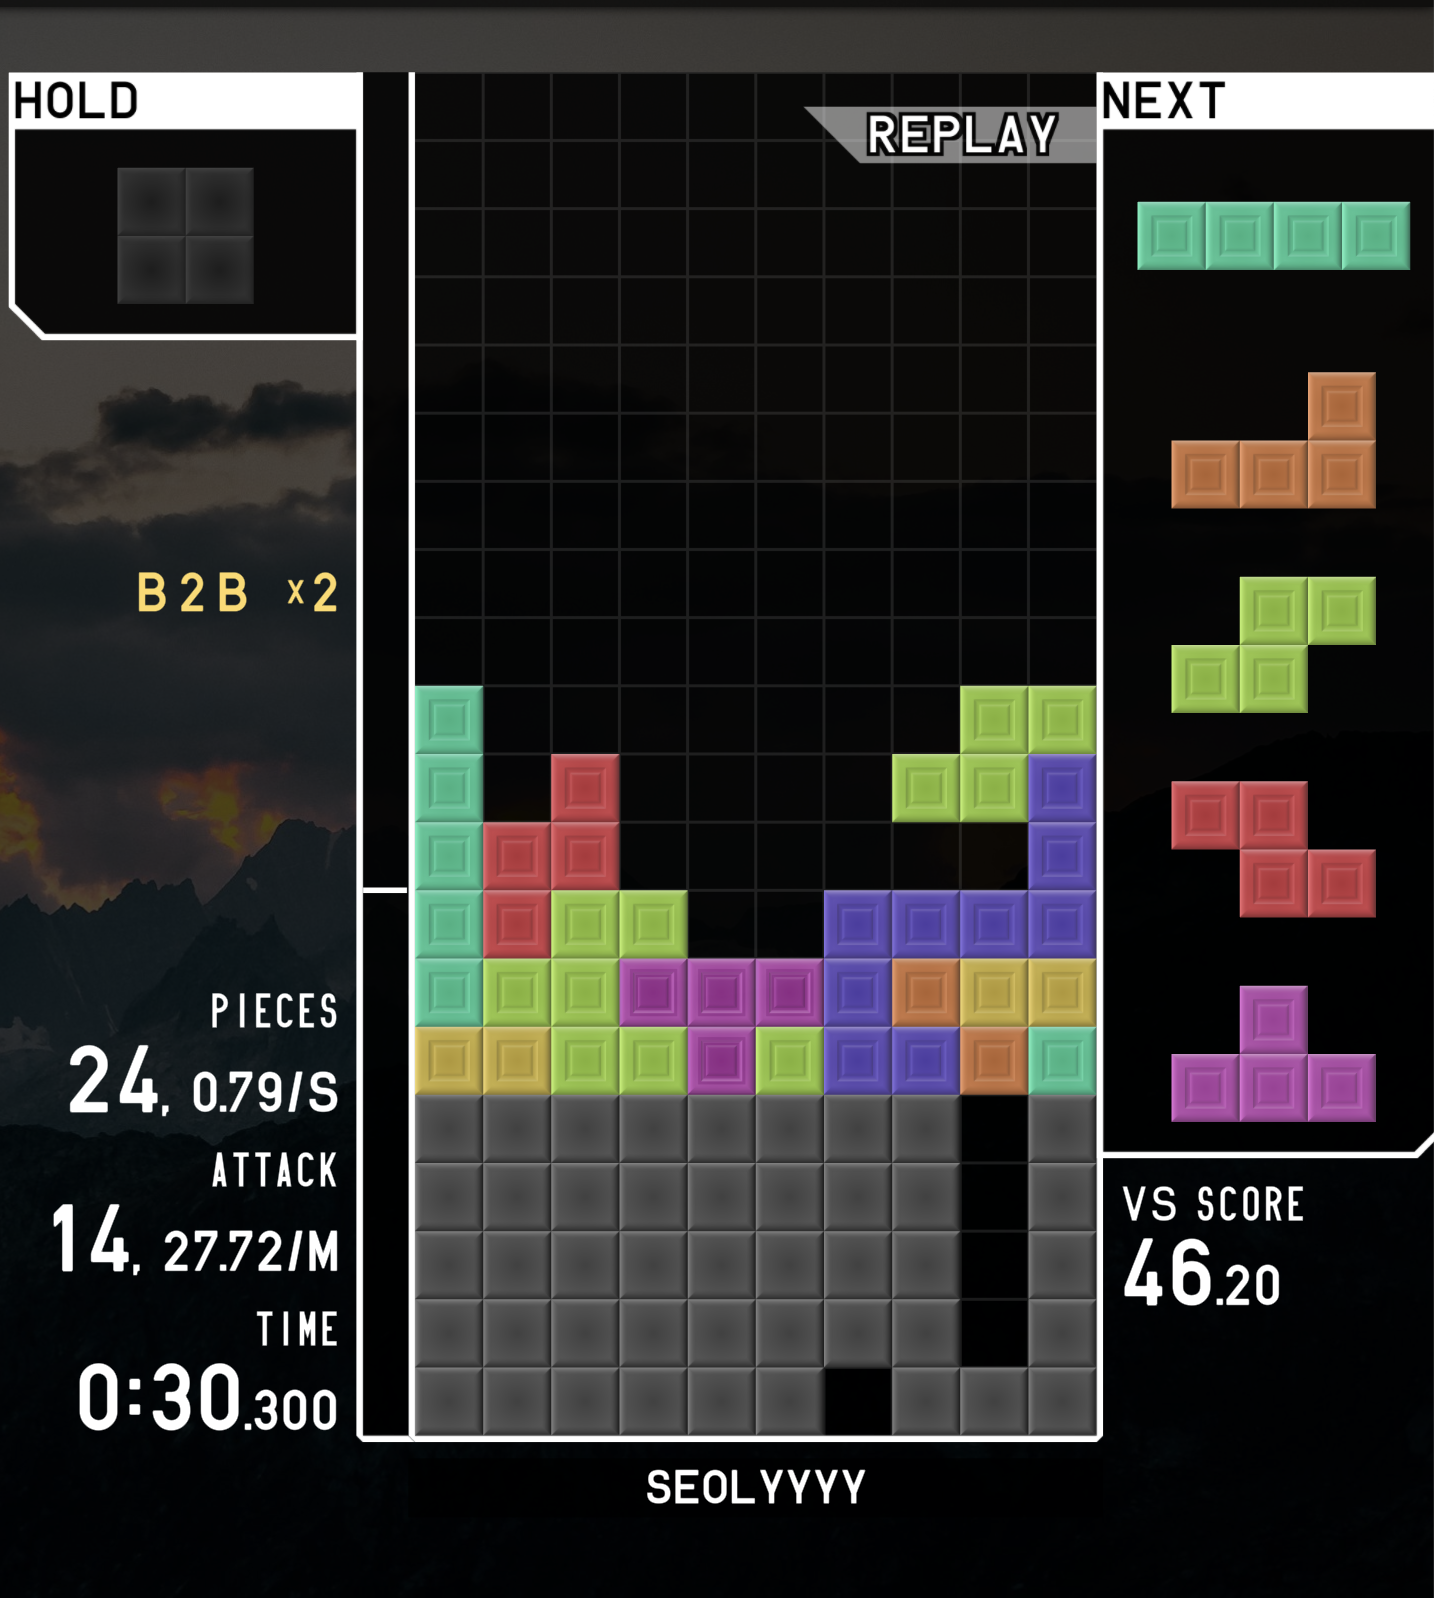 HOLD
REPLAY
NEXT
B2B x2
PIECES
24, 0.79/S
ATTACK
14, 27.72/M
TIME
0:30.300
VS SCORE
46.20
SEOLYYYY